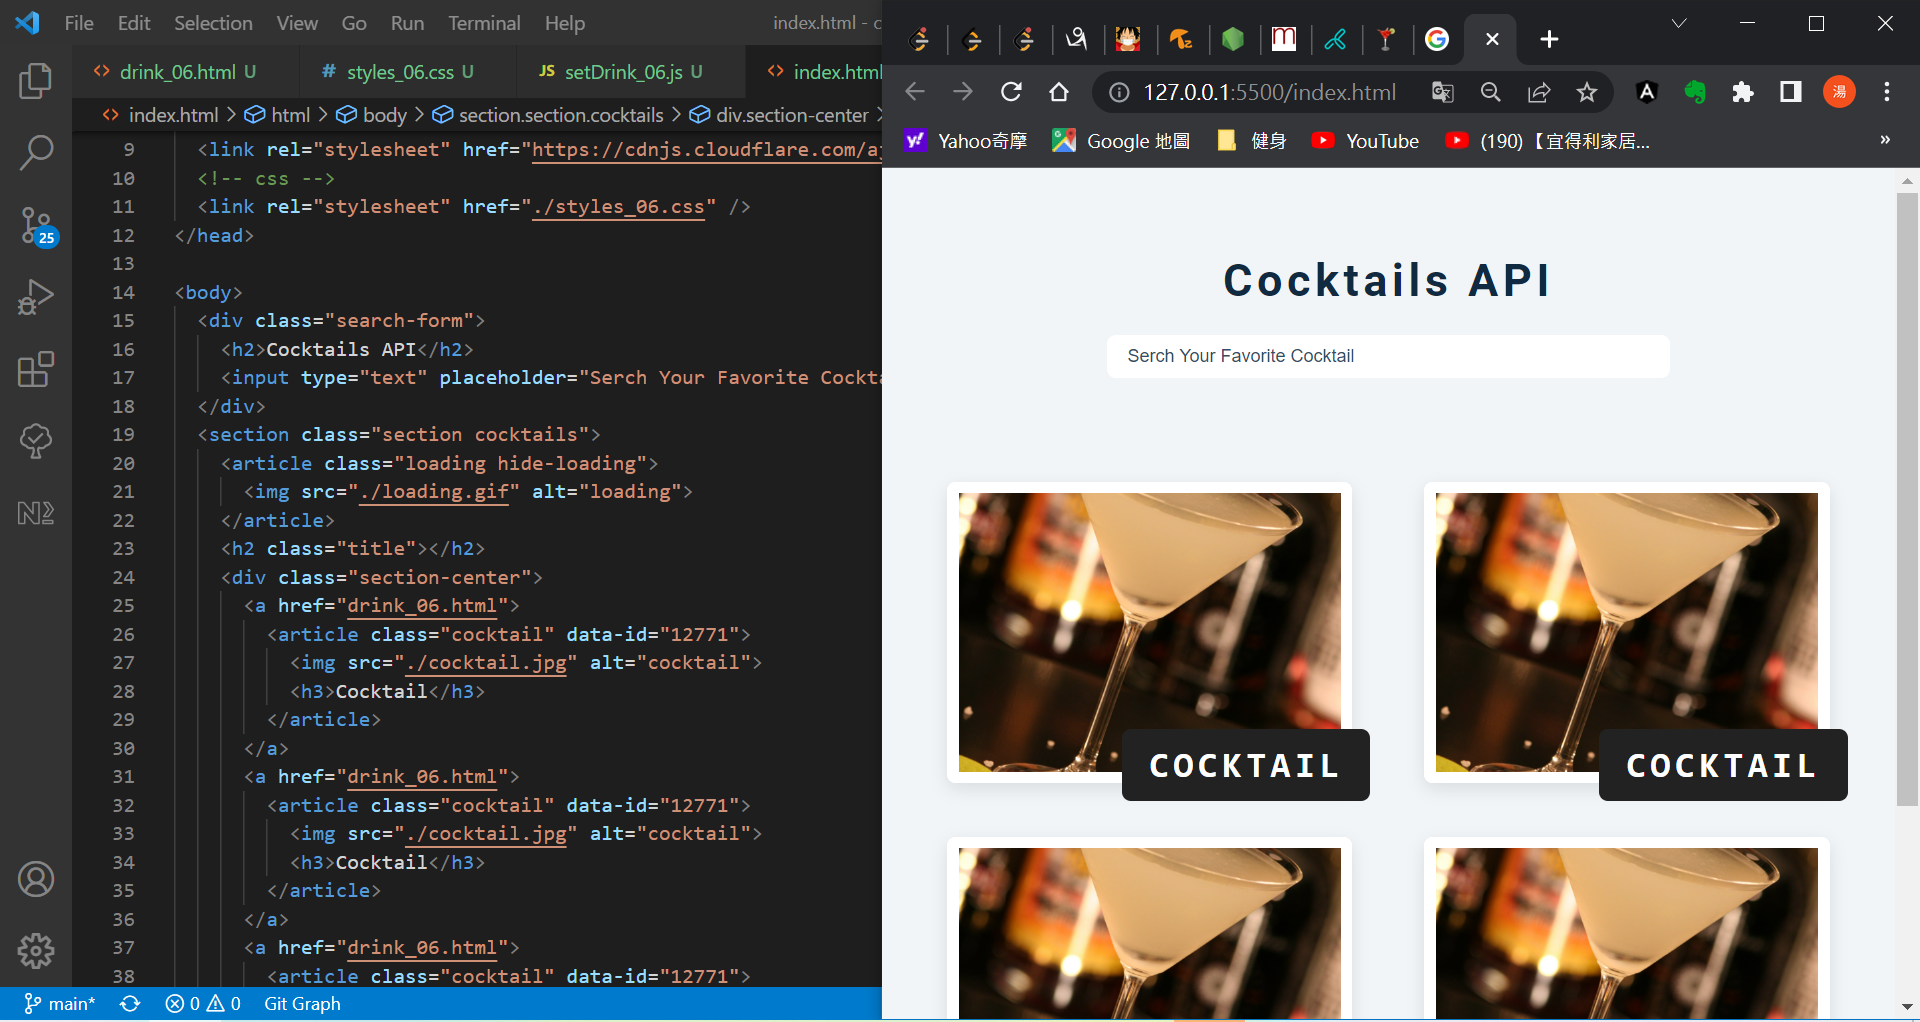 File Edit Selection View Go Run Terminal Help index.html - c
drink_06.html U # styles_06.css U JS setDrink_06.js U index.html
index.html > html > body > section.section.cocktails > div.section-center >
9 <link rel="stylesheet" href="https://cdnjs.cloudflare.com/aj
10 <!-- css -->
11 <link rel="stylesheet" href="./styles_06.css" />
12 </head>
13
14 <body>
15 <div class="search-form">
16 <h2>Cocktails API</h2>
17 <input type="text" placeholder="Serch Your Favorite Cockta
18 </div>
19 <section class="section cocktails">
20 <article class="loading hide-loading">
21 <img src="./loading.gif" alt="loading">
22 </article>
23 <h2 class="title"></h2>
24 <div class="section-center">
25 <a href="drink_06.html">
26 <article class="cocktail" data-id="12771">
27 <img src="./cocktail.jpg" alt="cocktail">
28 <h3>Cocktail</h3>
29 </article>
30 </a>
31 <a href="drink_06.html">
32 <article class="cocktail" data-id="12771">
33 <img src="./cocktail.jpg" alt="cocktail">
34 <h3>Cocktail</h3>
35 </article>
36 </a>
37 <a href="drink_06.html">
38 <article class="cocktail" data-id="12771">
25
main* 0 0 Git Graph
127.0.0.1:5500/index.html 湯
Yahoo奇摩 Google 地圖 健身 YouTube (190) 【宜得利家居... »
Cocktails API
Serch Your Favorite Cocktail
COCKTAIL COCKTAIL